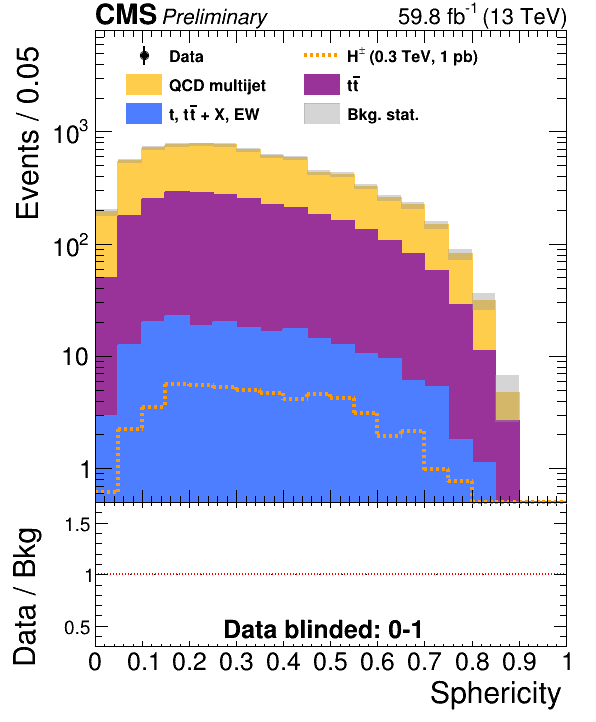 CMS Preliminary 59.8 fb⁻¹ (13 TeV)
Data H± (0.3 TeV, 1 pb)
QCD multijet tt̄
t, tt̄ + X, EW Bkg. stat.
Events / 0.05
10³
10²
10
1
Data / Bkg
1.5
1
0.5
Data blinded: 0-1
0 0.1 0.2 0.3 0.4 0.5 0.6 0.7 0.8 0.9 1
Sphericity